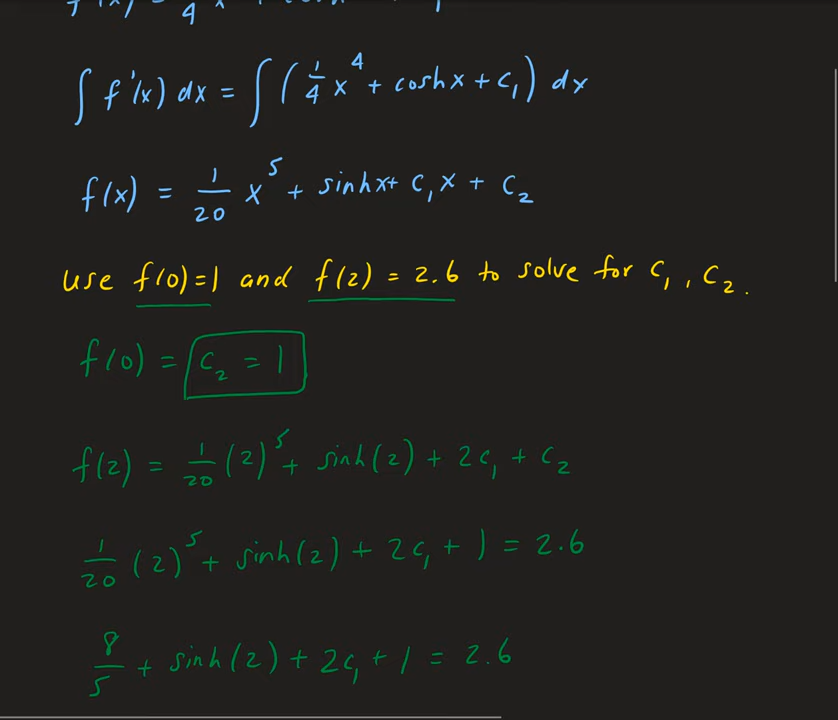 ∫ f'(x) dx = ∫ (1/4 x^4 + cosh x + c₁) dx
f(x) = 1/20 x^5 + sinh x + c₁x + c₂
use f(0)=1 and f(2) = 2.6 to solve for c₁, c₂.
f(0) = c₂ = 1
f(2) = 1/20 (2)^5 + sinh(2) + 2c₁ + c₂
1/20 (2)^5 + sinh(2) + 2c₁ + 1 = 2.6
8/5 + sinh(2) + 2c₁ + 1 = 2.6